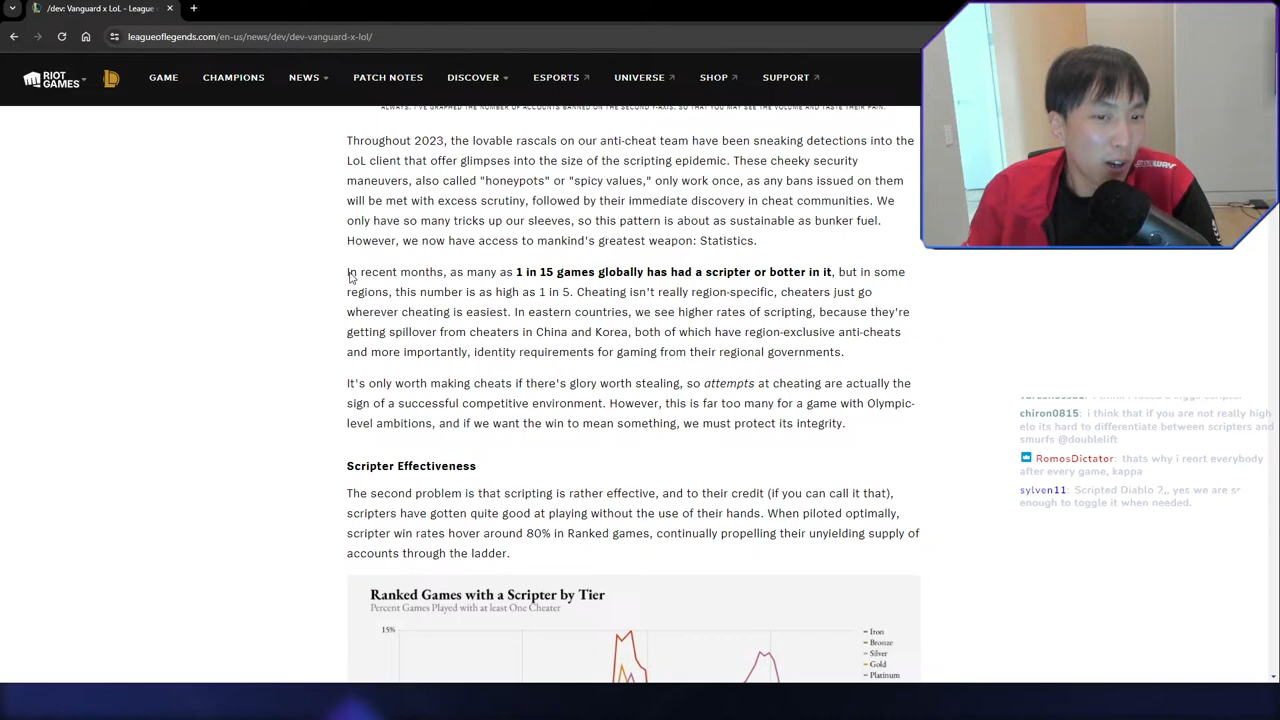 /dev: Vanguard x LoL - League
leagueoflegends.com/en-us/news/dev/dev-vanguard-x-lol/
RIOT GAMES
GAME CHAMPIONS NEWS PATCH NOTES DISCOVER ESPORTS UNIVERSE SHOP SUPPORT
ALWAYS, I'VE GRAPHED THE NUMBER OF ACCOUNTS BANNED ON THE SECOND Y-AXIS, SO THAT YOU MAY SEE THE VOLUME AND TASTE THEIR PAIN.
Throughout 2023, the lovable rascals on our anti-cheat team have been sneaking detections into the
LoL client that offer glimpses into the size of the scripting epidemic. These cheeky security
maneuvers, also called "honeypots" or "spicy values," only work once, as any bans issued on them
will be met with excess scrutiny, followed by their immediate discovery in cheat communities. We
only have so many tricks up our sleeves, so this pattern is about as sustainable as bunker fuel.
However, we now have access to mankind's greatest weapon: Statistics.
In recent months, as many as 1 in 15 games globally has had a scripter or botter in it, but in some
regions, this number is as high as 1 in 5. Cheating isn't really region-specific, cheaters just go
wherever cheating is easiest. In eastern countries, we see higher rates of scripting, because they're
getting spillover from cheaters in China and Korea, both of which have region-exclusive anti-cheats
and more importantly, identity requirements for gaming from their regional governments.
It's only worth making cheats if there's glory worth stealing, so attempts at cheating are actually the
sign of a successful competitive environment. However, this is far too many for a game with Olympic-
level ambitions, and if we want the win to mean something, we must protect its integrity.
Scripter Effectiveness
The second problem is that scripting is rather effective, and to their credit (if you can call it that),
scripters have gotten quite good at playing without the use of their hands. When piloted optimally,
scripter win rates hover around 80% in Ranked games, continually propelling their unyielding supply of
accounts through the ladder.
Ranked Games with a Scripter by Tier
Percent Games Played with at least One Cheater
15%
Iron
Bronze
Silver
Gold
Platinum
chiron0815: i think that if you are not really high
elo its hard to differentiate between scripters and
smurfs @doublelift
RomosDictator: thats why i reort everybody
after every game, kappa
sylven11: Scripted Diablo 2,, yes we are
enough to toggle it when needed.